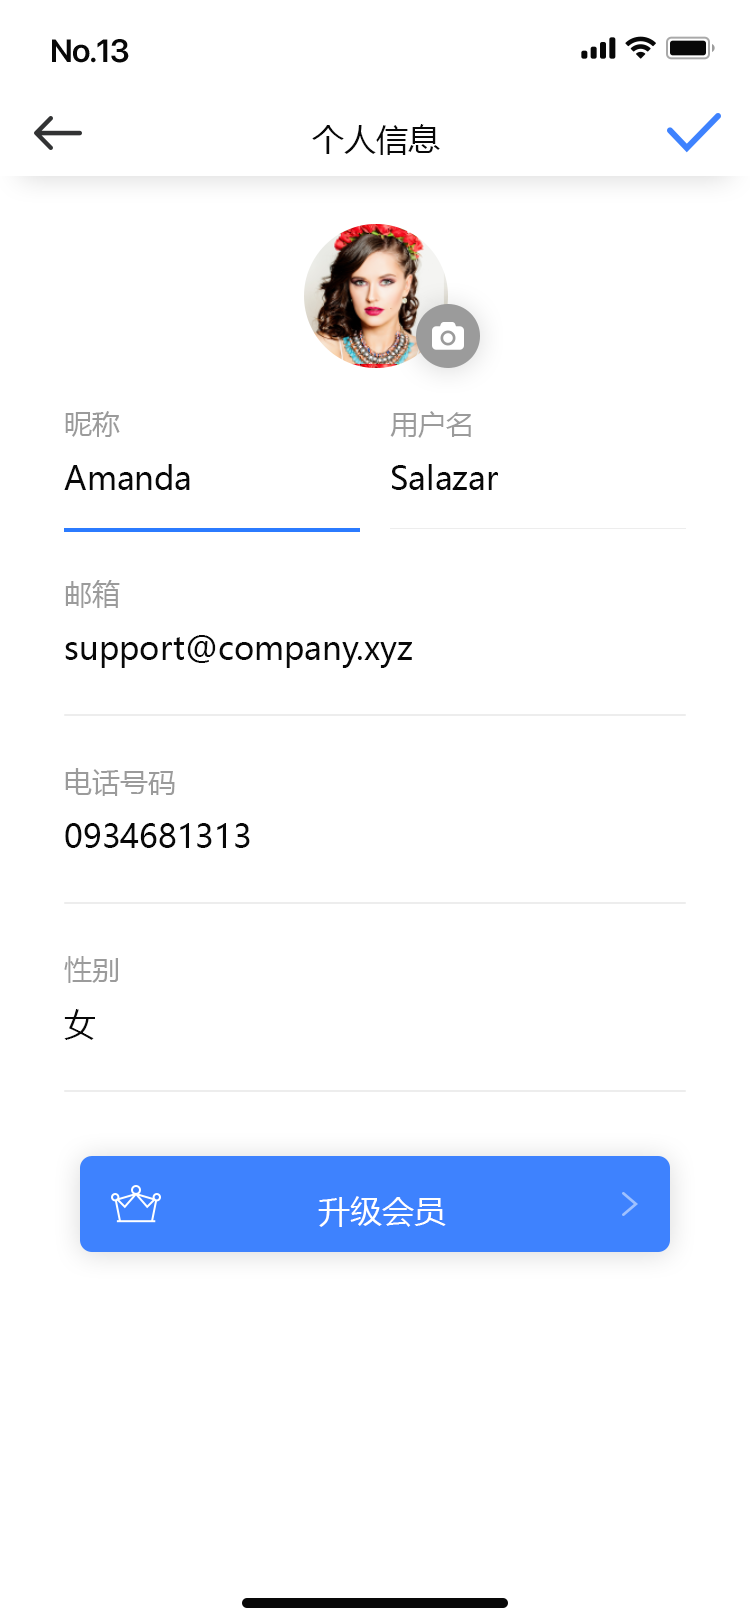 No.13
个人信息
昵称 用户名
Amanda Salazar
邮箱
support@company.xyz
电话号码
0934681313
性别
女
升级会员